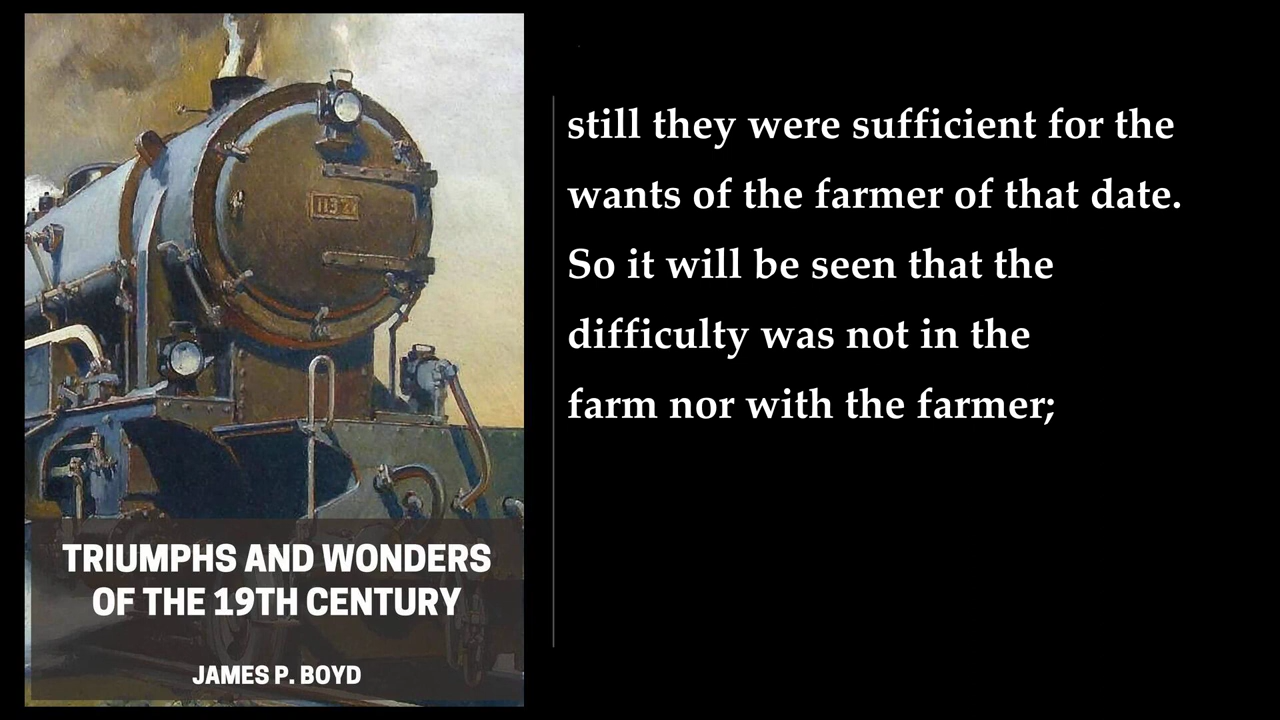 still they were sufficient for the
wants of the farmer of that date.
So it will be seen that the
difficulty was not in the
farm nor with the farmer;
TRIUMPHS AND WONDERS
OF THE 19TH CENTURY
JAMES P. BOYD